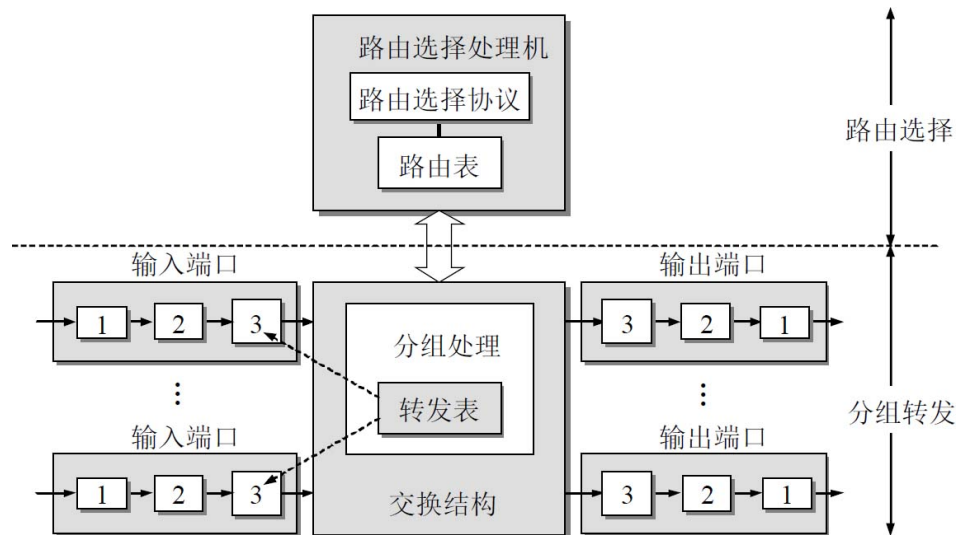 路由选择处理机
路由选择协议
路由表
路由选择
输入端口
输出端口
1 2 3
3 2 1
分组处理
转发表
分组转发
输入端口
输出端口
1 2 3
3 2 1
交换结构